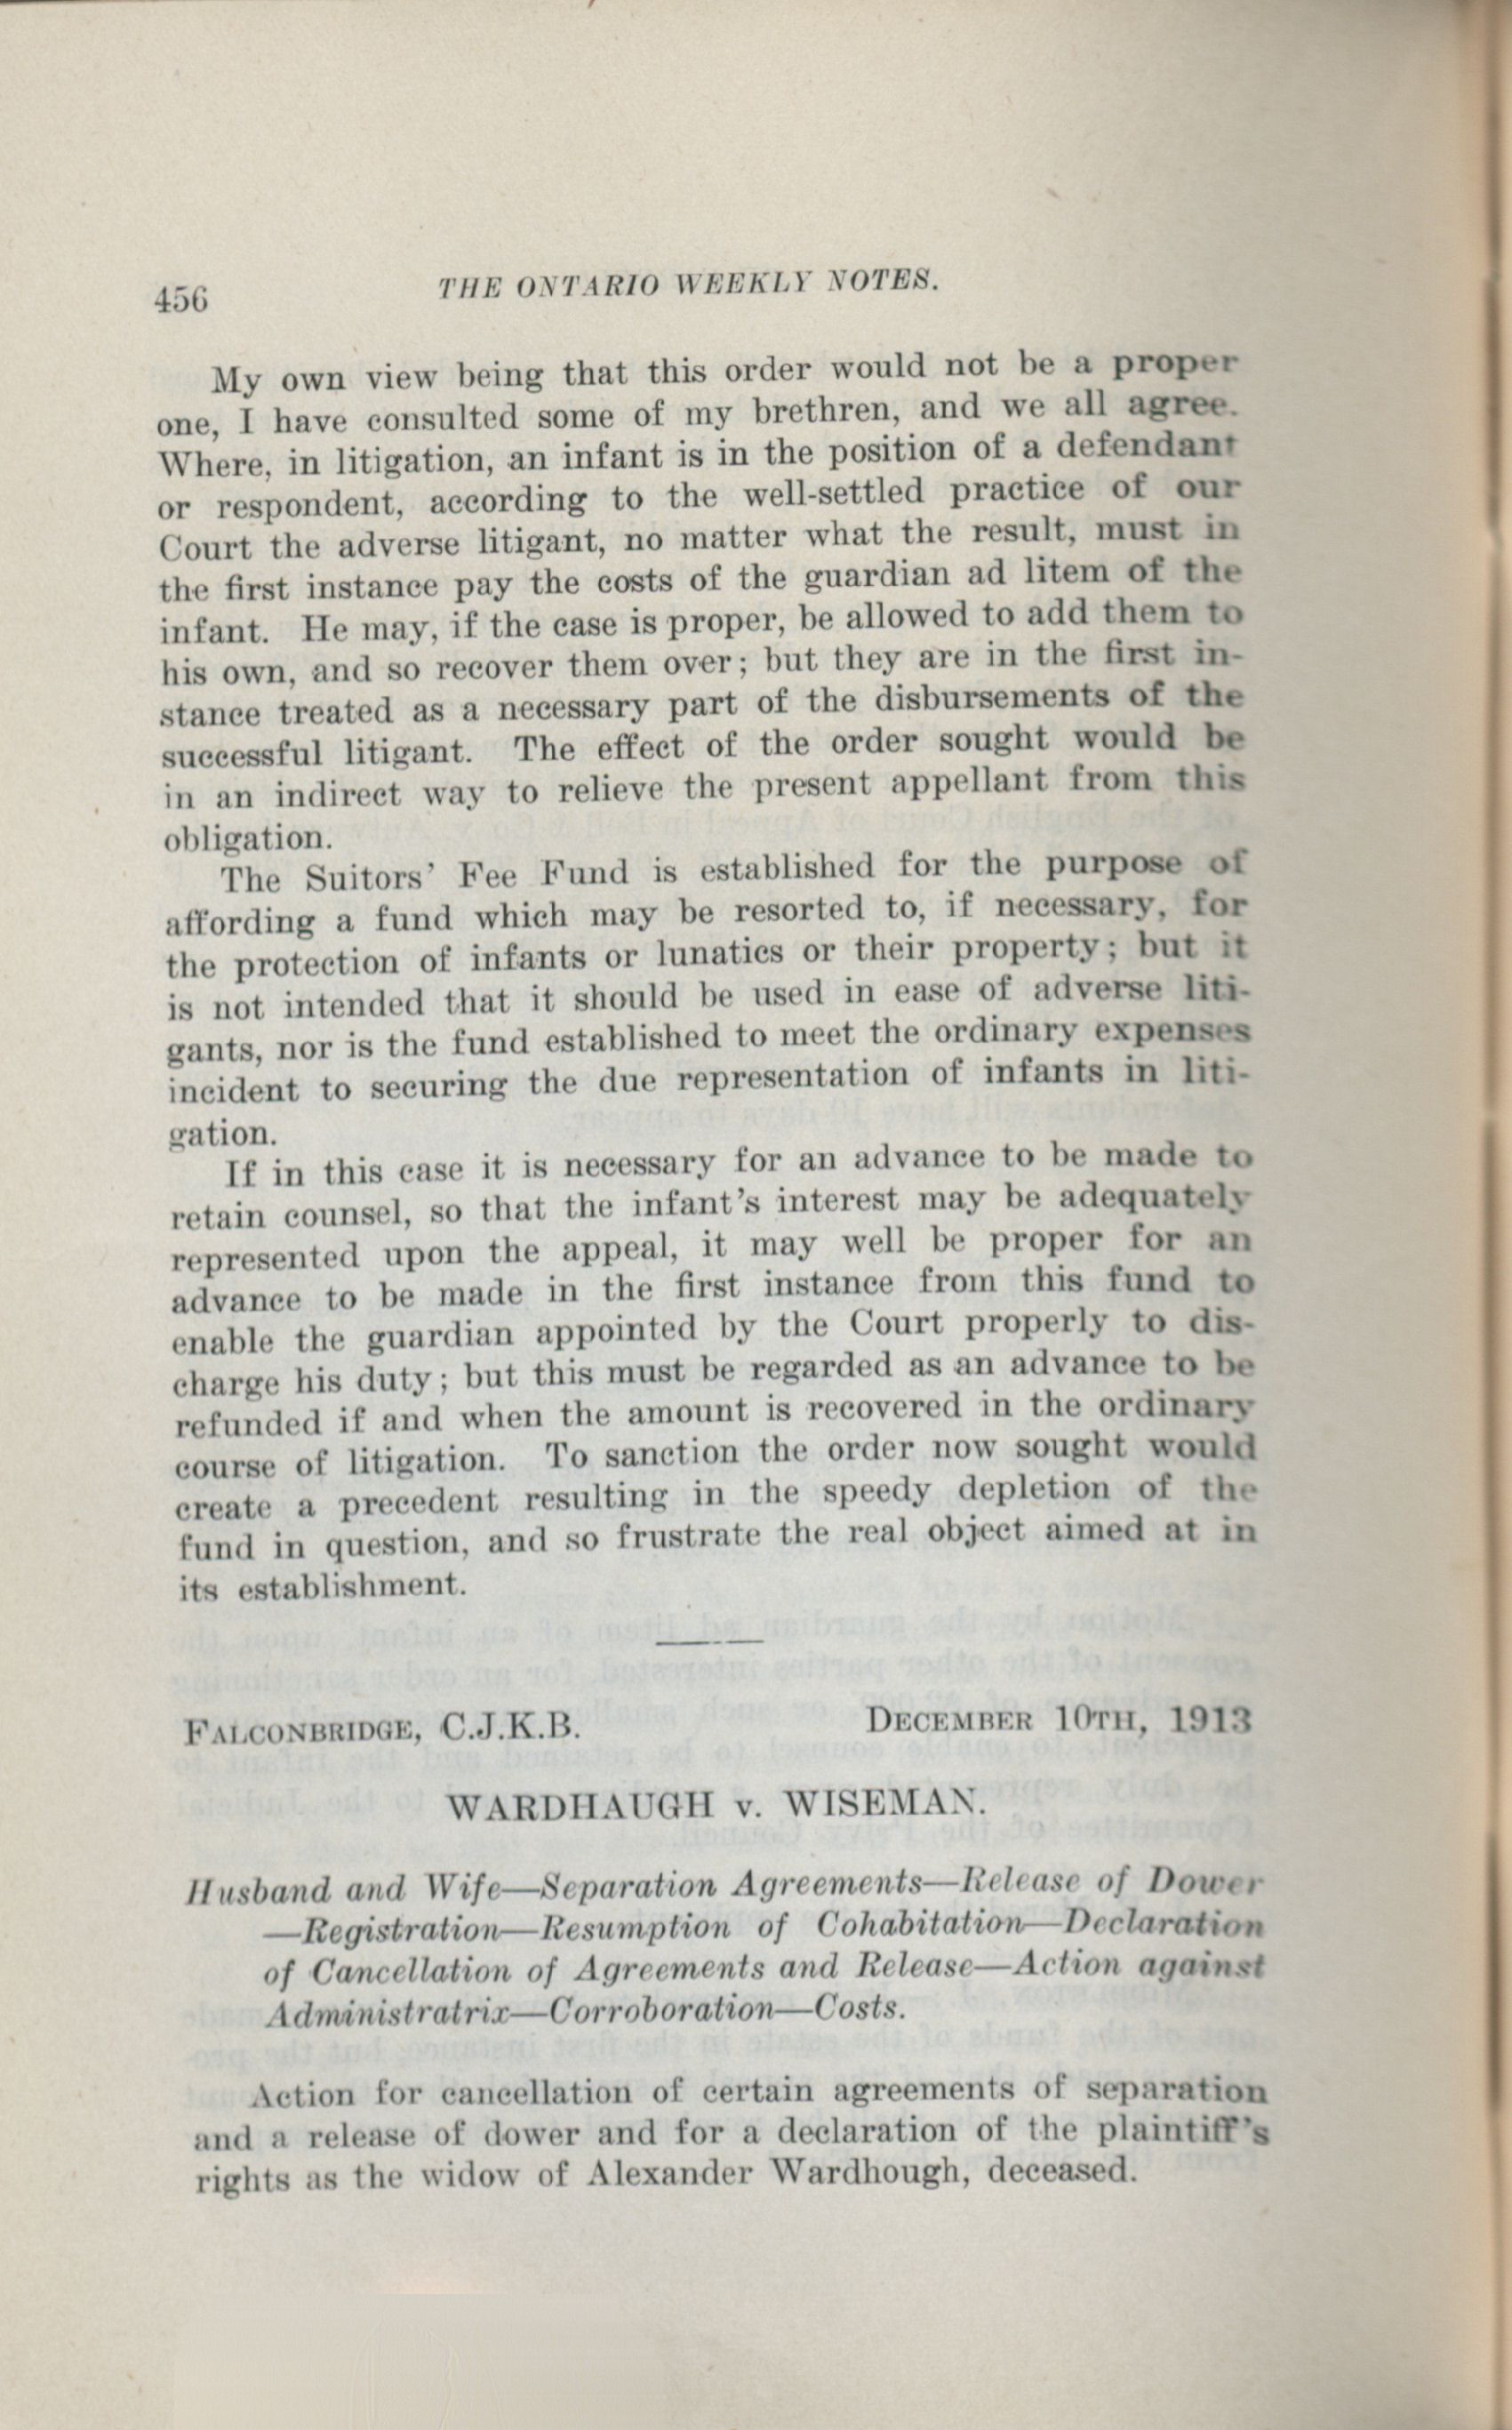 456
THE ONTARIO WEEKLY NOTES.
My own view being that this order would not be a proper
one, I have consulted some of my brethren, and we all agree.
Where, in litigation, an infant is in the position of a defendant
or respondent, according to the well-settled practice of our
Court the adverse litigant, no matter what the result, must in
the first instance pay the costs of the guardian ad litem of the
infant. He may, if the case is proper, be allowed to add them to
his own, and so recover them over; but they are in the first in-
stance treated as a necessary part of the disbursements of the
successful litigant. The effect of the order sought would be
in an indirect way to relieve the present appellant from this
obligation.
The Suitors' Fee Fund is established for the purpose of
affording a fund which may be resorted to, if necessary, for
the protection of infants or lunatics or their property; but it
is not intended that it should be used in ease of adverse liti-
gants, nor is the fund established to meet the ordinary expenses
incident to securing the due representation of infants in liti-
gation.
If in this case it is necessary for an advance to be made to
retain counsel, so that the infant's interest may be adequately
represented upon the appeal, it may well be proper for an
advance to be made in the first instance from this fund to
enable the guardian appointed by the Court properly to dis-
charge his duty; but this must be regarded as an advance to be
refunded if and when the amount is recovered in the ordinary
course of litigation. To sanction the order now sought would
create a precedent resulting in the speedy depletion of the
fund in question, and so frustrate the real object aimed at in
its establishment.
FALCONBRIDGE, C.J.K.B.
DECEMBER 10TH, 1913
WARDHAUGH v. WISEMAN.
Husband and Wife—Separation Agreements—Release of Dower
—Registration—Resumption of Cohabitation—Declaration
of Cancellation of Agreements and Release—Action against
Administratrix—Corroboration—Costs.
Action for cancellation of certain agreements of separation
and a release of dower and for a declaration of the plaintiff's
rights as the widow of Alexander Wardhough, deceased.